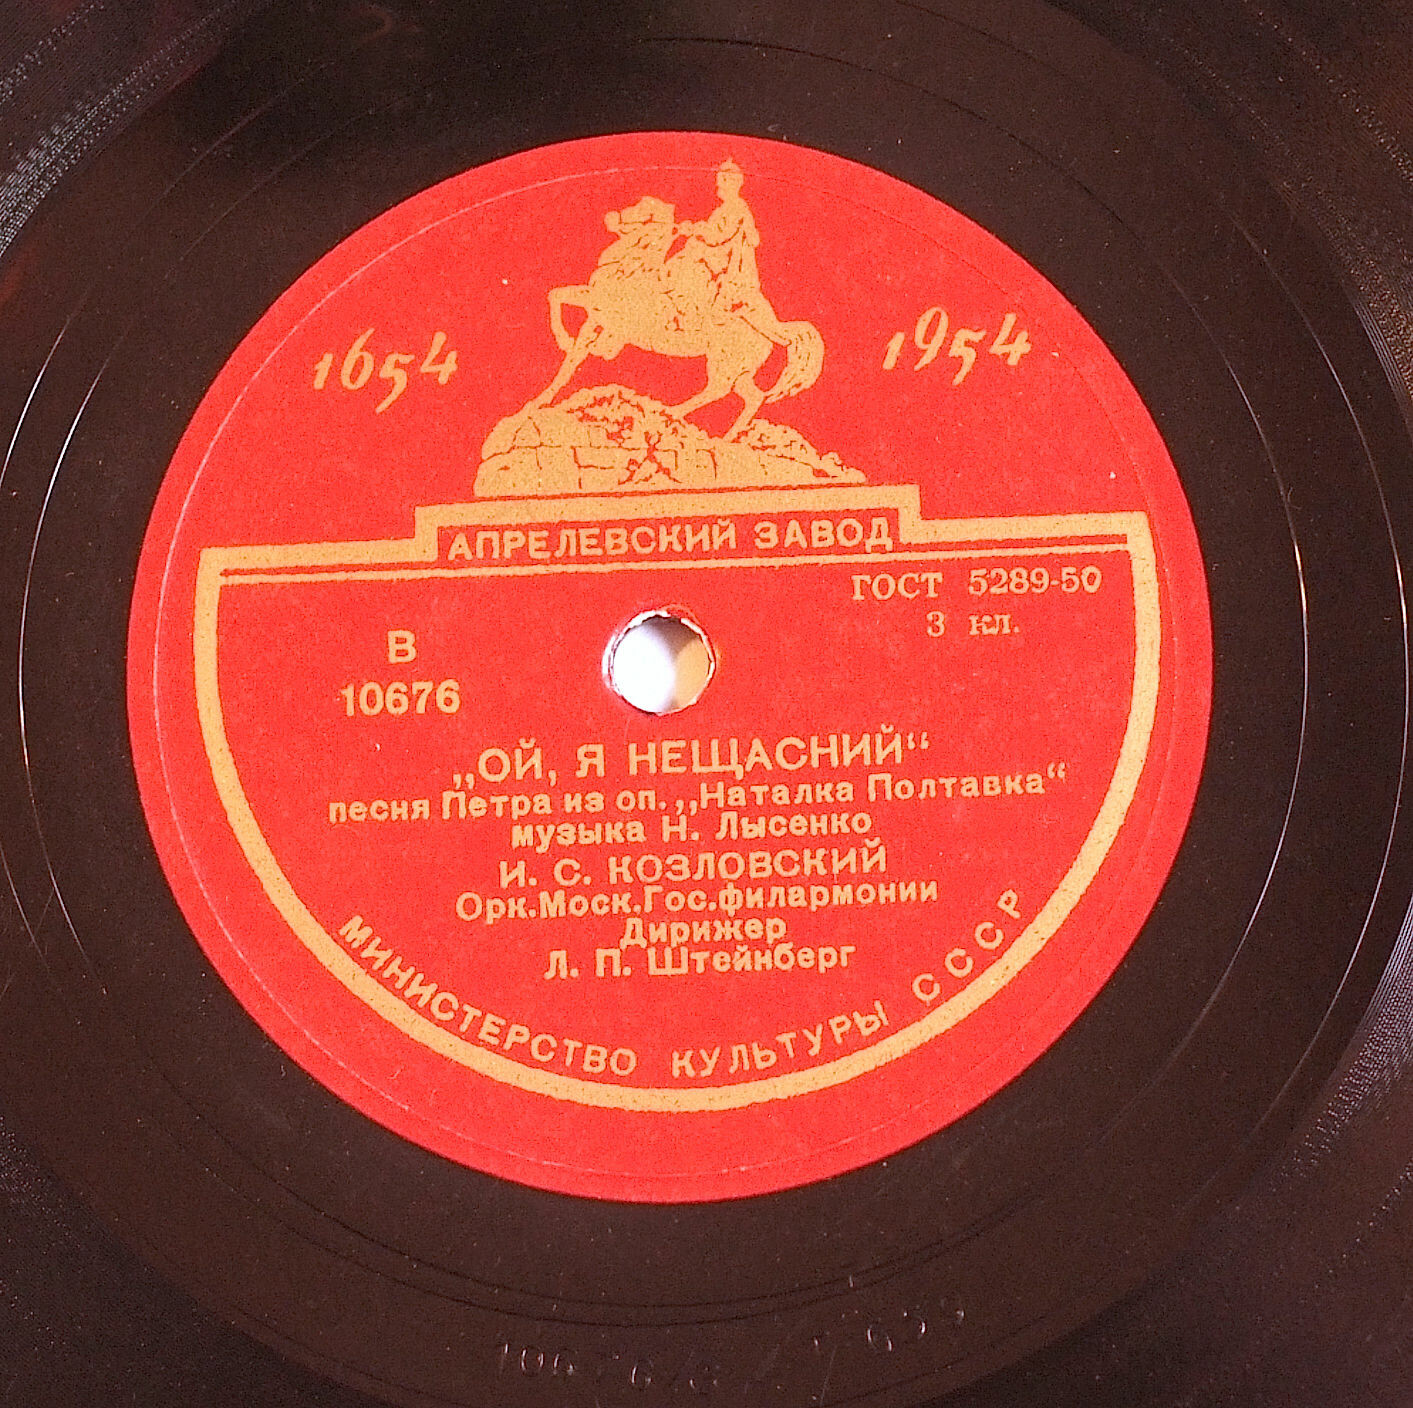 1654
1954
АПРЕЛЕВСКИЙ ЗАВОД
ГОСТ 5289-50
3 кл.
В
10676
„ОЙ, Я НЕЩАСНИЙ“
песня Петра из оп. „Наталка Полтавка“
музыка Н. Лысенко
И. С. КОЗЛОВСКИЙ
Орк.Моск.Гос.филармонии
Дирижер
Л. П. Штейнберг
МИНИСТЕРСТВО КУЛЬТУРЫ СССР